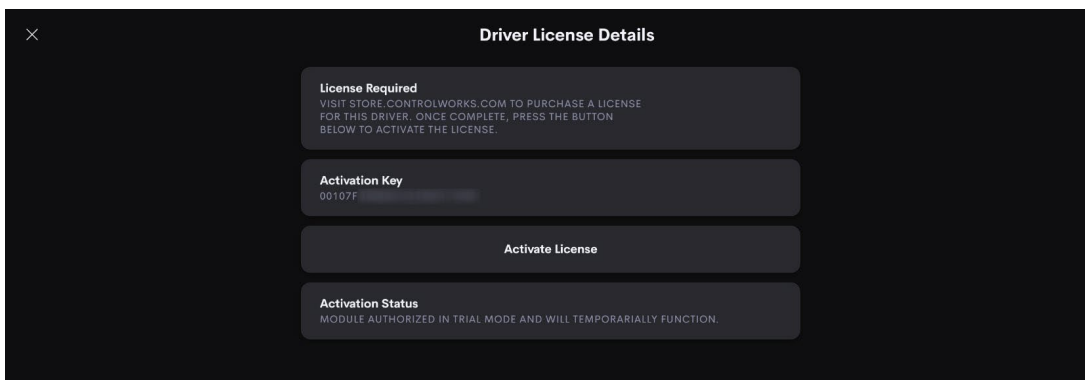 Driver License Details
License Required
VISIT STORE.CONTROLWORKS.COM TO PURCHASE A LICENSE
FOR THIS DRIVER. ONCE COMPLETE, PRESS THE BUTTON
BELOW TO ACTIVATE THE LICENSE.
Activation Key
00107F
Activate License
Activation Status
MODULE AUTHORIZED IN TRIAL MODE AND WILL TEMPORARIALLY FUNCTION.